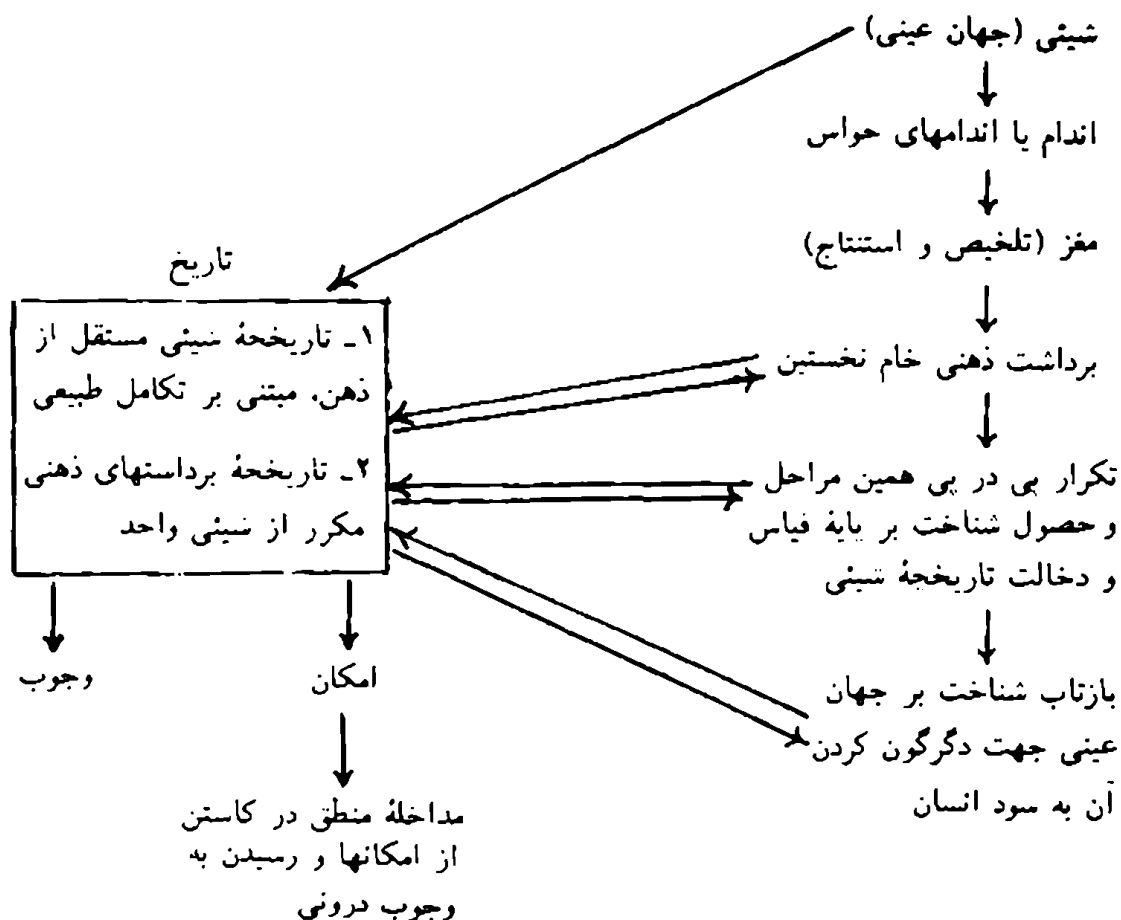 شیئی (جهان عینی)
اندام یا اندامهای حواس
مغز (تلخیص و استنتاج)
برداشت ذهنی خام نخستین
تکرار پی در پی همین مراحل
و حصول شناخت بر پایهٔ قیاس
و دخالت تاریخچهٔ شیئی
بازتاب شناخت بر جهان
عینی جهت دگرگون کردن
آن به سود انسان
تاریخ
۱ـ تاریخچهٔ شیئی مستقل از
ذهن، مبتنی بر تکامل طبیعی
۲ـ تاریخچهٔ برداشتهای ذهنی
مکرر از شیئی واحد
امکان
وجوب
مداخلهٔ منطق در کاستن
از امکانها و رسیدن به
وجوب درونی